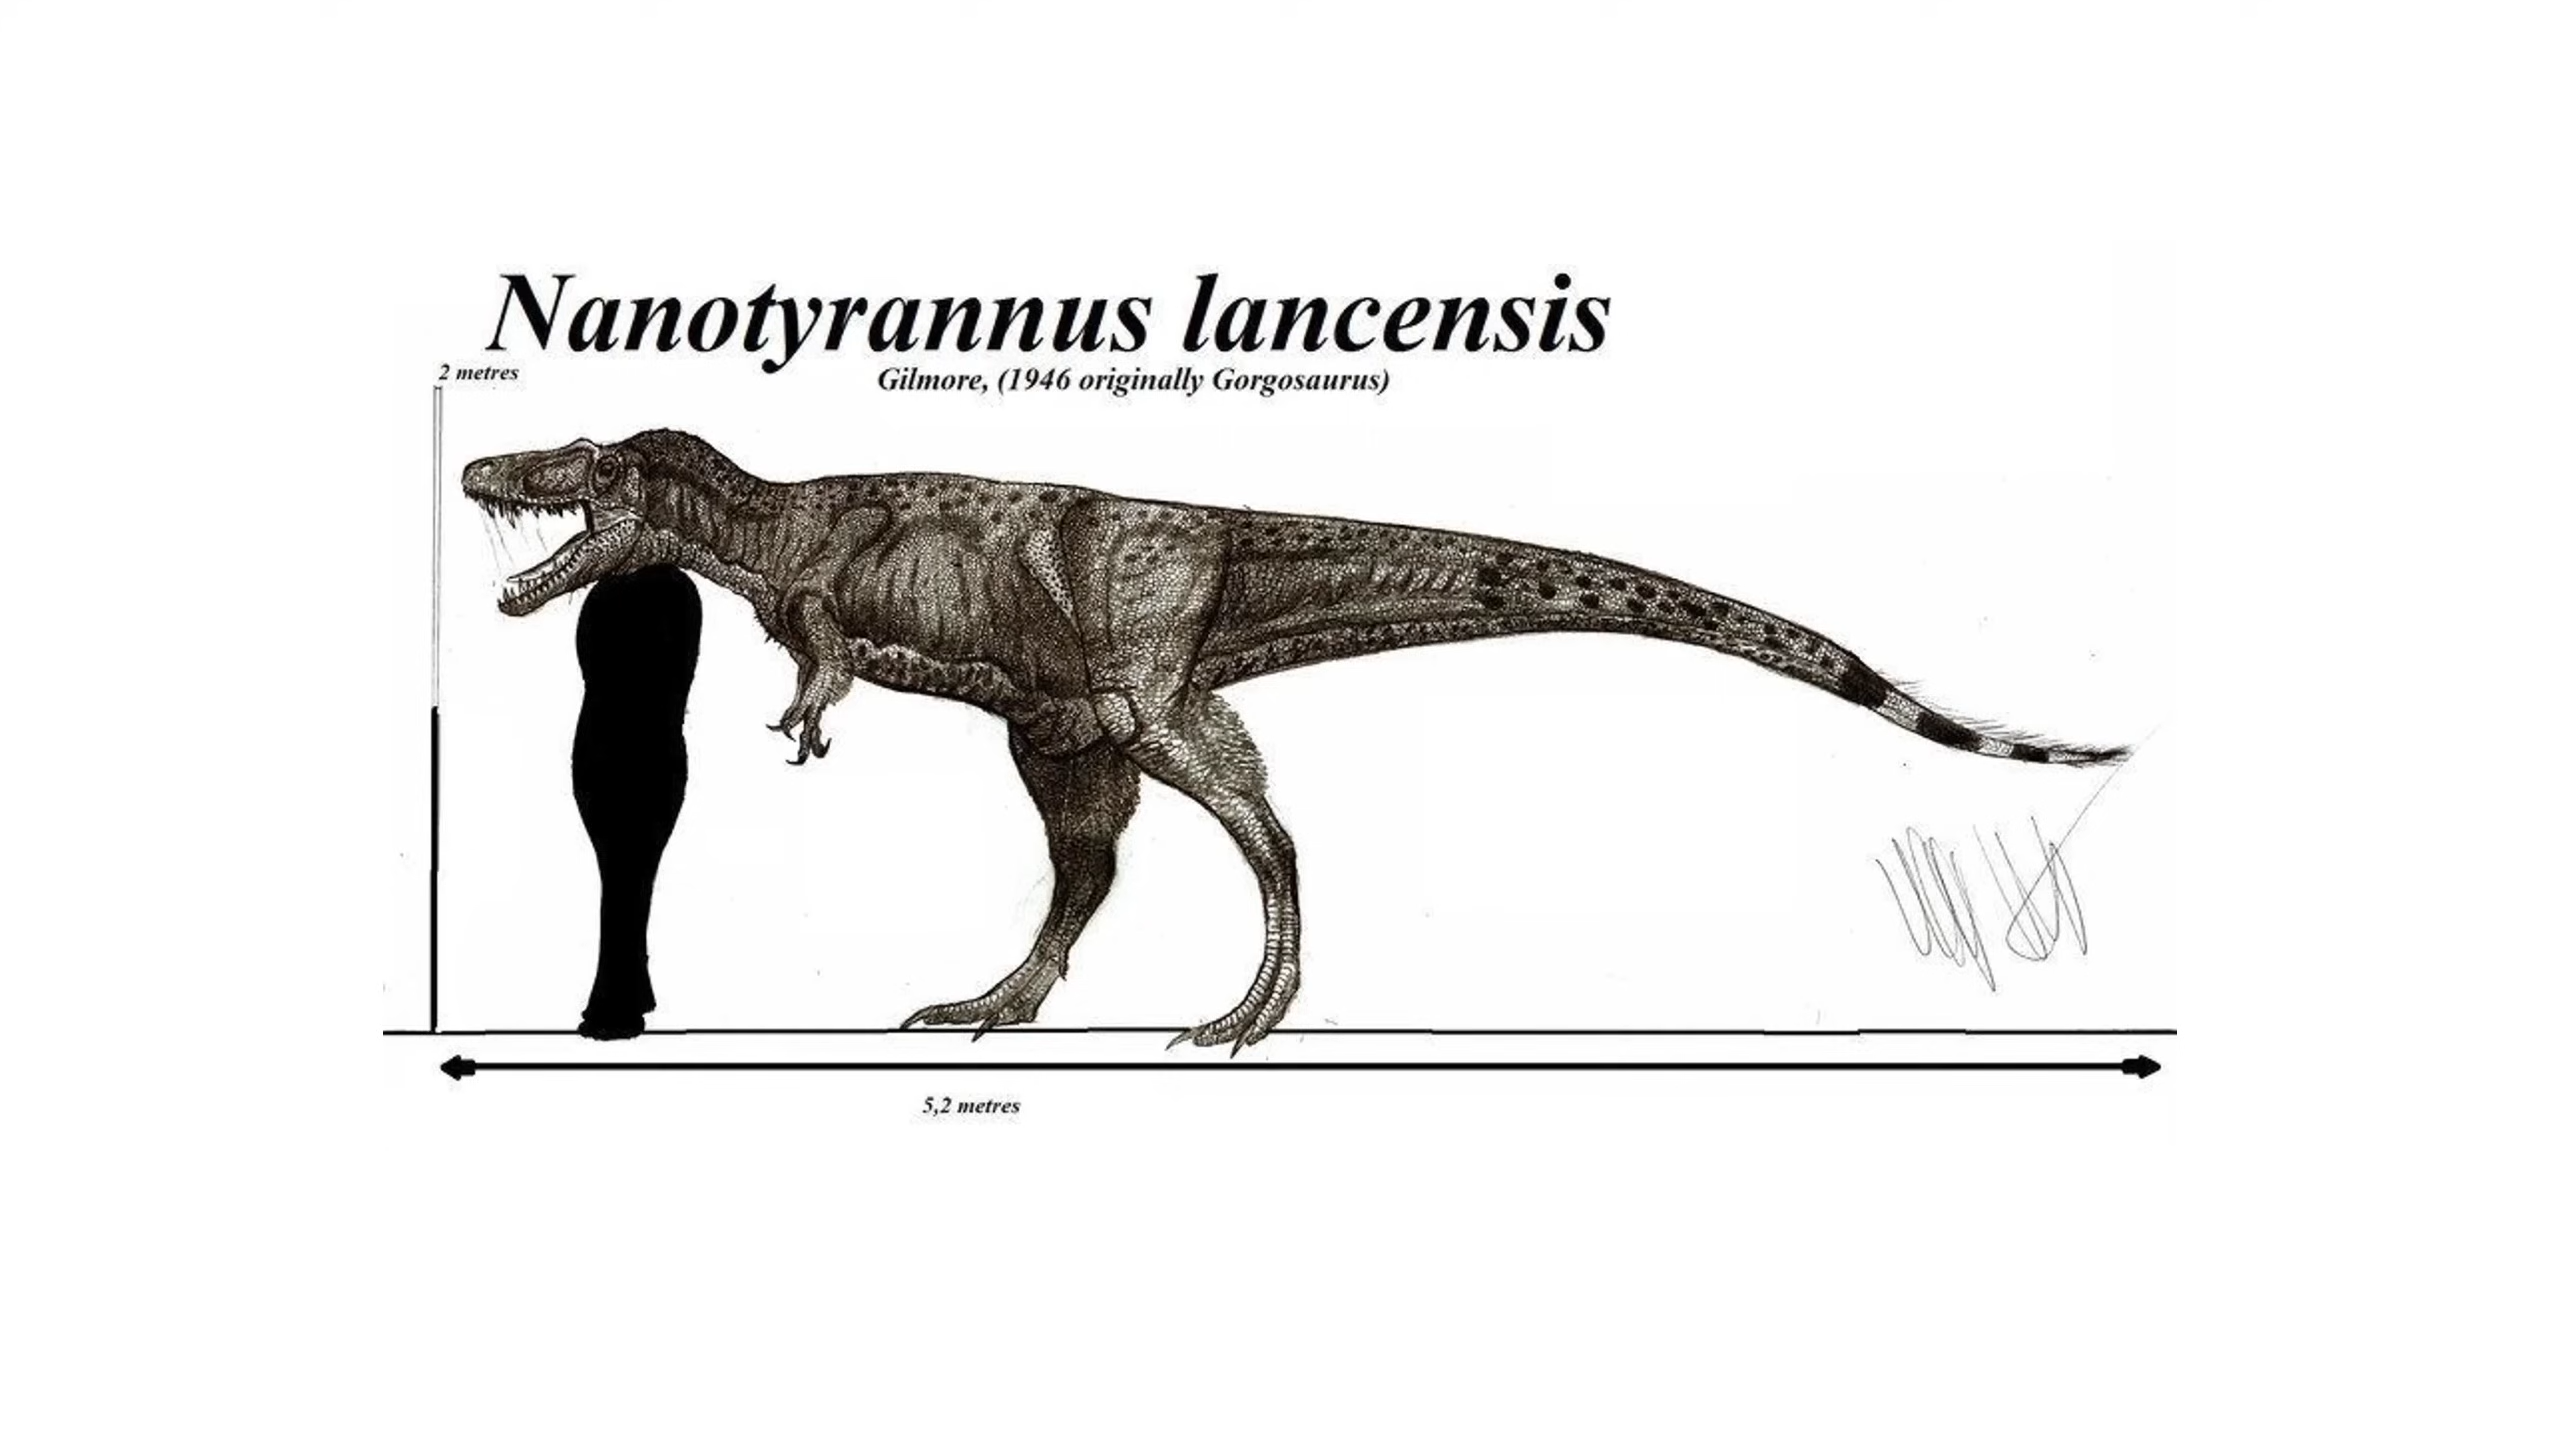 Nanotyrannus lancensis
2 metres
Gilmore, (1946 originally Gorgosaurus)
5,2 metres